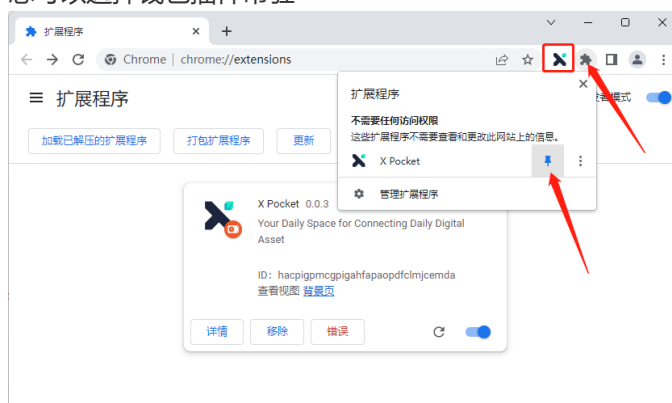 扩展程序
Chrome | chrome://extensions
扩展程序
加载已解压的扩展程序
打包扩展程序
更新
扩展程序
不需要任何访问权限
这些扩展程序不需要查看和更改此网站上的信息。
X Pocket
管理扩展程序
X Pocket 0.0.3
Your Daily Space for Connecting Daily Digital
Asset
ID: hacpigpmcgpigahfapaopdfclmjcemda
查看视图 背景页
详情
移除
错误